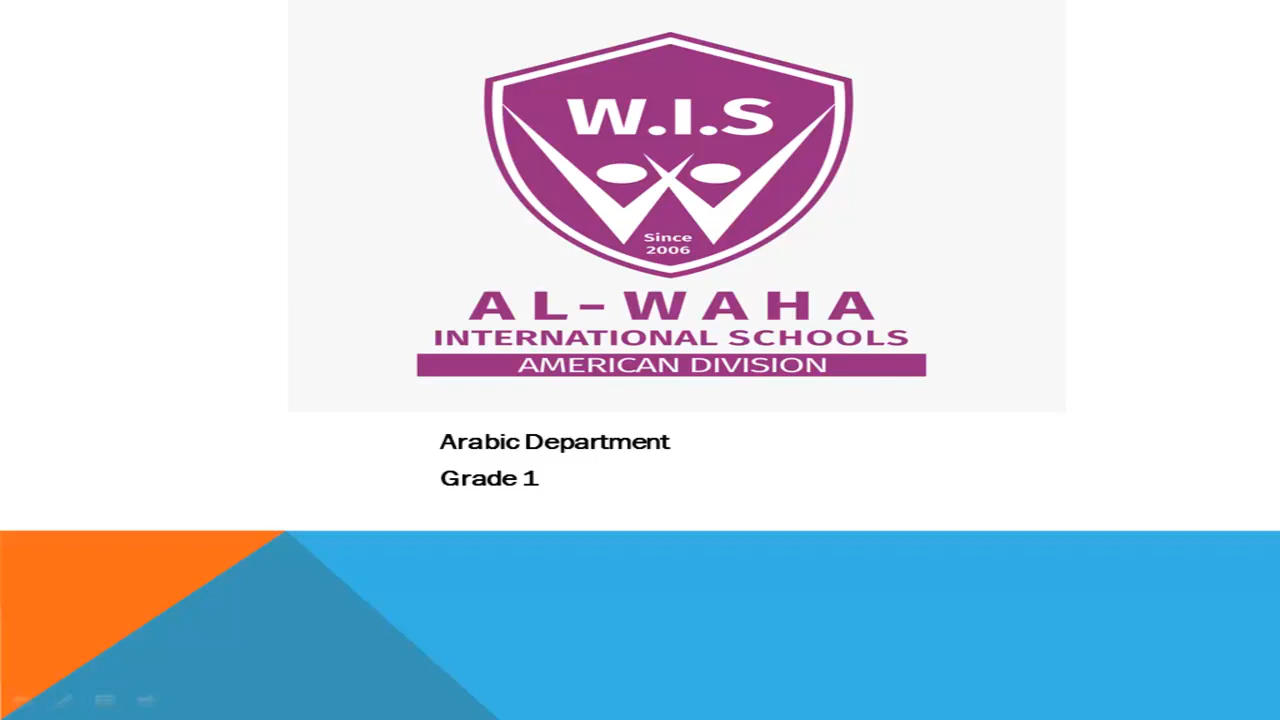 W.I.S
Since
2006
AL-WAHA
INTERNATIONAL SCHOOLS
AMERICAN DIVISION
Arabic Department
Grade 1